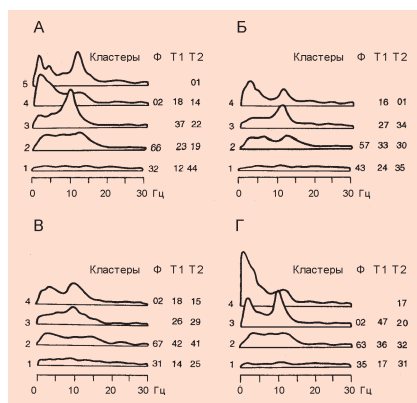 А
Кластеры Ф Т1 Т2
5 01
4 02 18 14
3 37 22
2 66 23 19
1 32 12 44
0 10 20 30 Гц
Б
Кластеры Ф Т1 Т2
4 16 01
3 27 34
2 57 33 30
1 43 24 35
0 10 20 30 Гц
В
Кластеры Ф Т1 Т2
4 02 18 15
3 26 29
2 67 42 41
1 31 14 25
0 10 20 30 Гц
Г
Кластеры Ф Т1 Т2
4 17
3 02 47 20
2 63 36 32
1 35 17 31
0 10 20 30 Гц